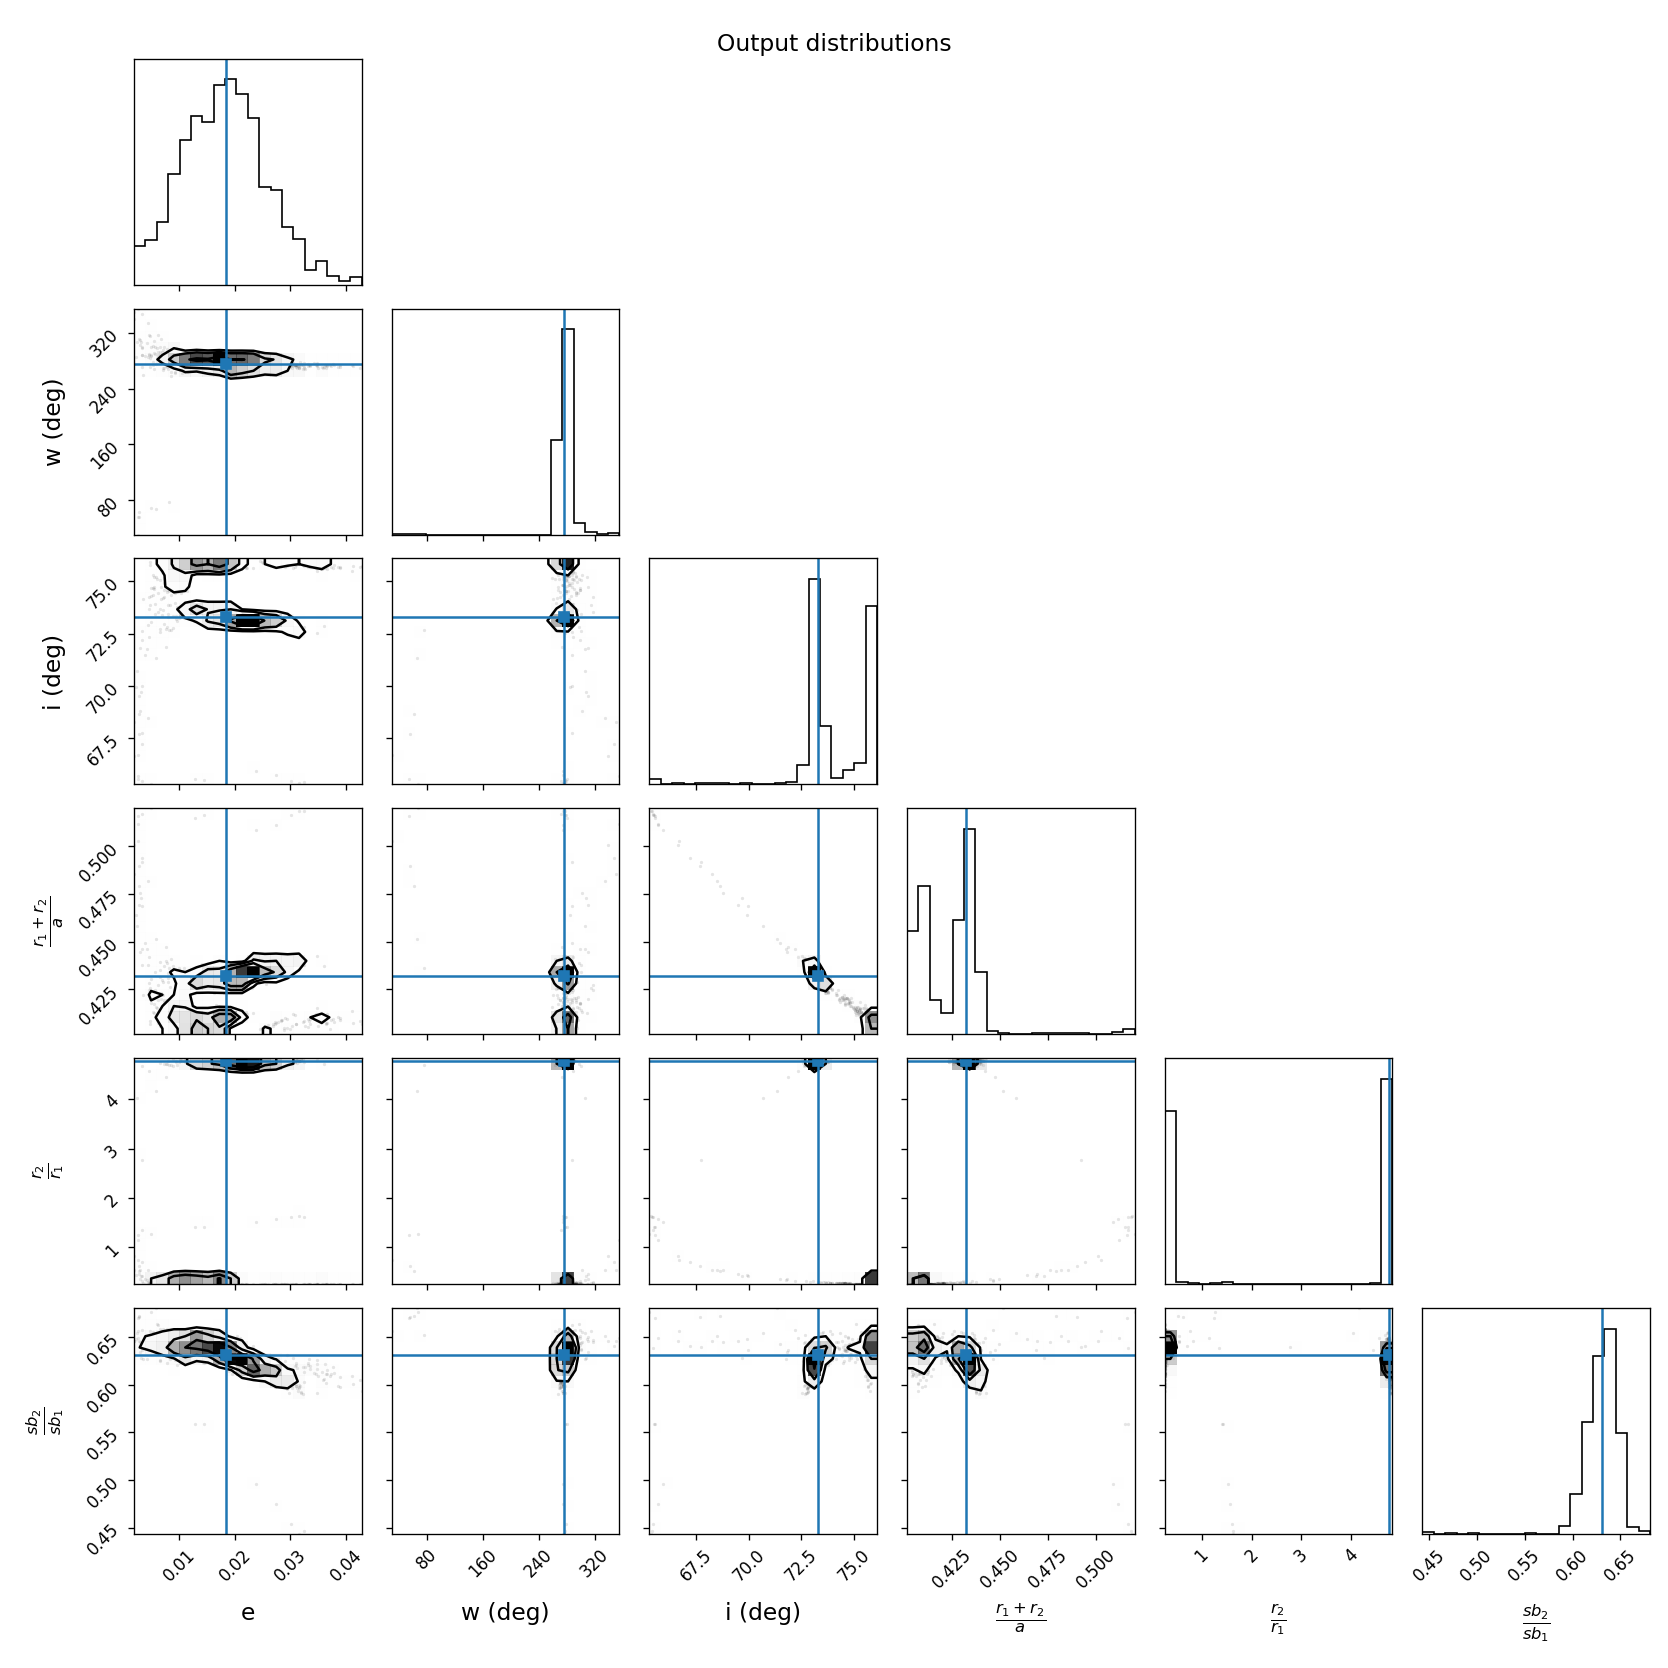 Output distributions
w (deg)
320
240
160
80
i (deg)
75.0
72.5
70.0
67.5
r₁ + r₂
a
0.500
0.475
0.450
0.425
r₂
r₁
4
3
2
1
sb₂
sb₁
0.65
0.60
0.55
0.50
0.45
0.01 0.02 0.03 0.04 80 160 240 320 67.5 70.0 72.5 75.0 0.425 0.450 0.475 0.500 1 2 3 4 0.45 0.50 0.55 0.60 0.65
e w (deg) i (deg) r₁ + r₂ r₂ sb₂
a r₁ sb₁